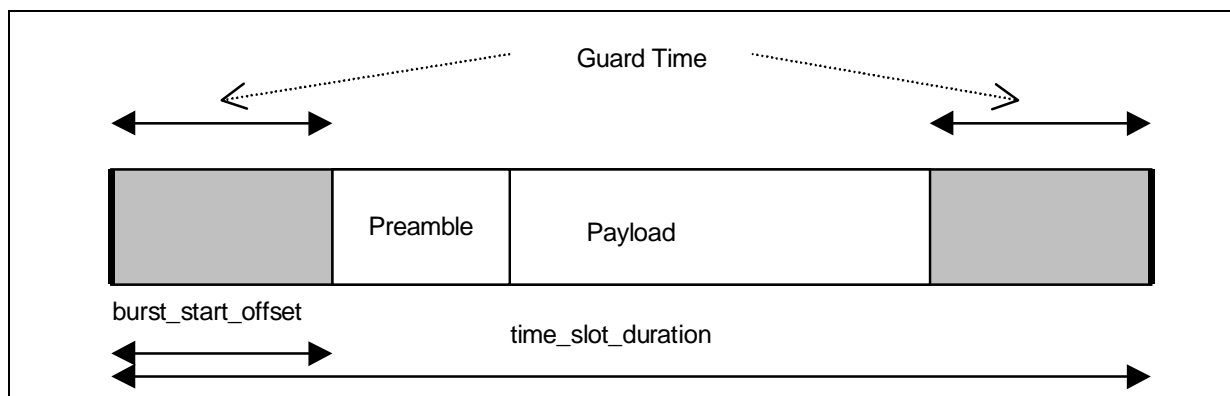 Guard Time
Preamble
Payload
burst_start_offset
time_slot_duration